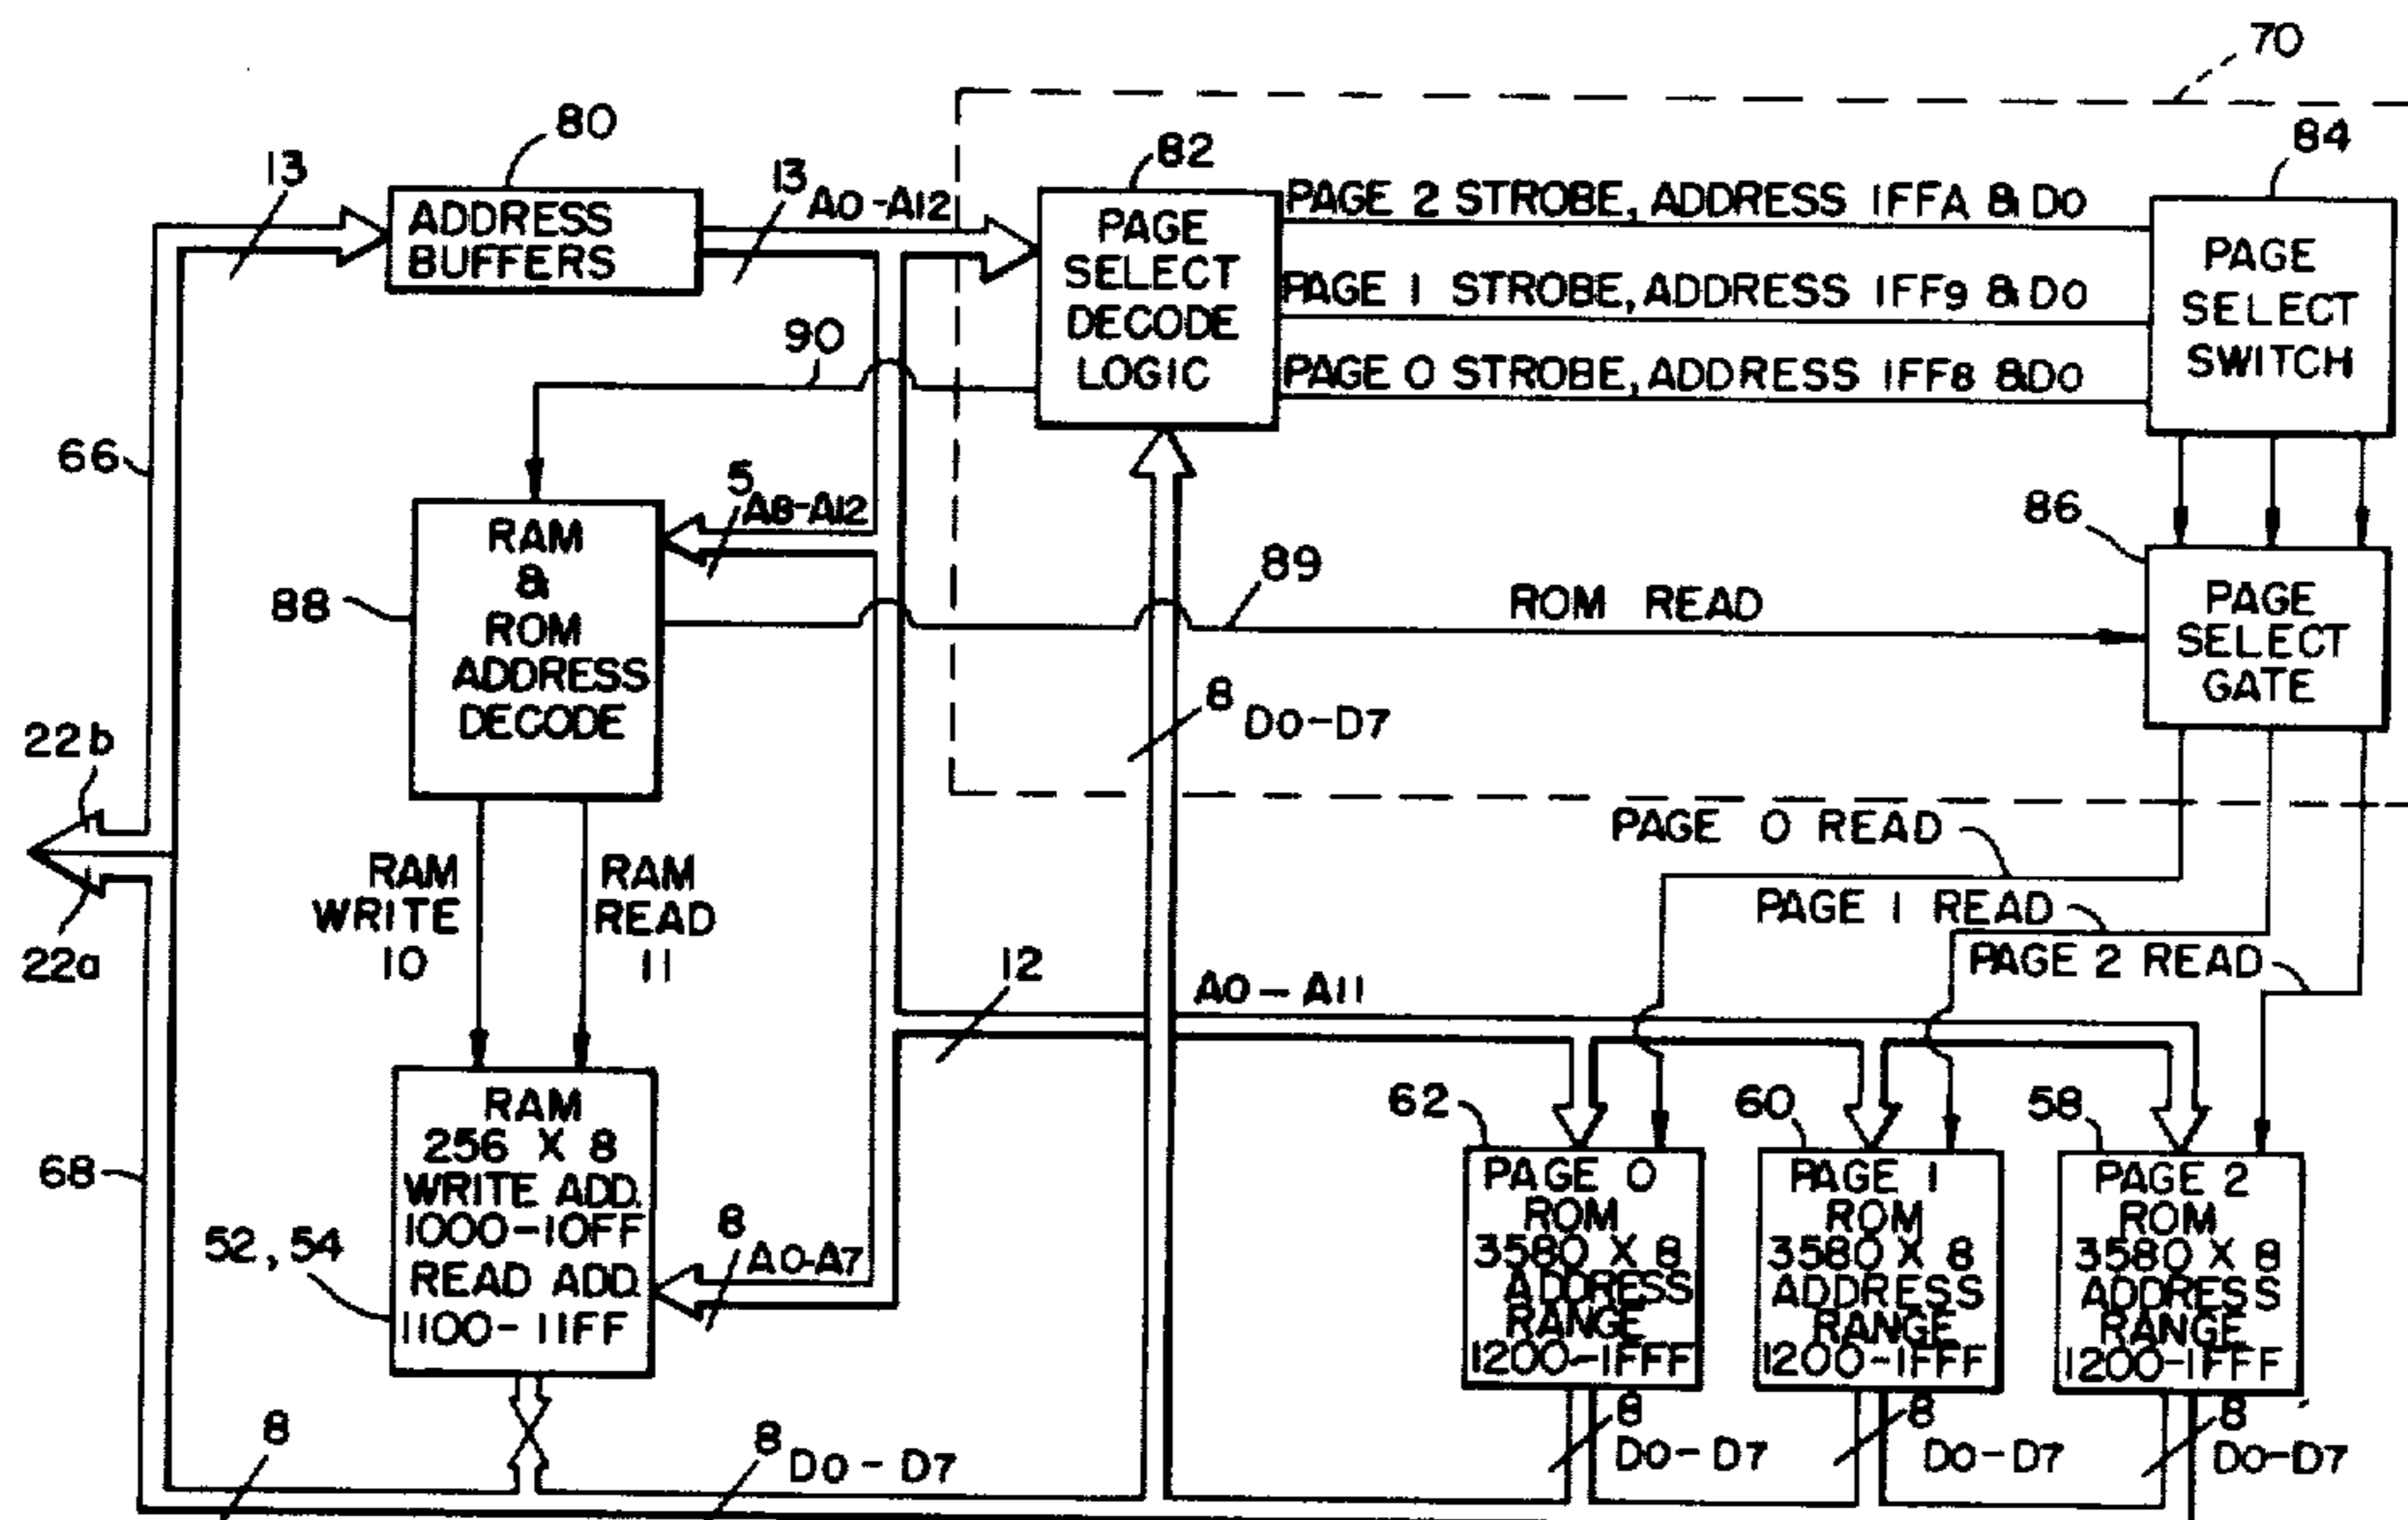 70
80
13
ADDRESS
BUFFERS
13
A0-A12
82
PAGE
SELECT
DECODE
LOGIC
PAGE 2 STROBE, ADDRESS 1FFA & D0
PAGE 1 STROBE, ADDRESS 1FF9 & D0
PAGE 0 STROBE, ADDRESS 1FF8 & D0
84
PAGE
SELECT
SWITCH
90
66
5
A8-A12
86
88
RAM
&
ROM
ADDRESS
DECODE
89
ROM READ
PAGE
SELECT
GATE
8
D0-D7
22b
22a
PAGE 0 READ
PAGE 1 READ
PAGE 2 READ
RAM
WRITE
10
RAM
READ
11
12
A0-A11
68
52, 54
RAM
256 X 8
WRITE ADD.
1000-10FF
READ ADD.
1100-11FF
8
A0-A7
62
PAGE 0
ROM
3580 X 8
ADDRESS
RANGE
1200-1FFF
60
PAGE 1
ROM
3580 X 8
ADDRESS
RANGE
1200-1FFF
58
PAGE 2
ROM
3580 X 8
ADDRESS
RANGE
1200-1FFF
8
8
D0-D7
8
D0-D7
8
D0-D7
8
D0-D7